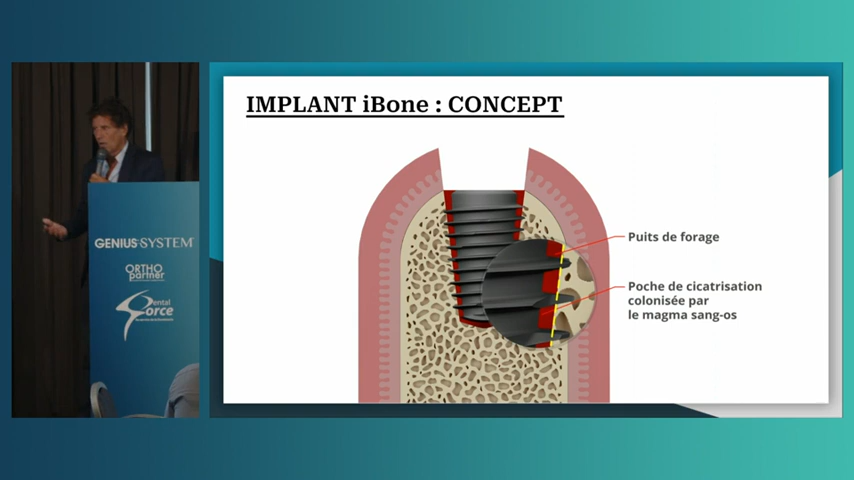 IMPLANT iBone : CONCEPT
Puits de forage
Poche de cicatrisation
colonisée par
le magma sang-os
GENIUS SYSTEM
ORTHO
partner
Dental
Force